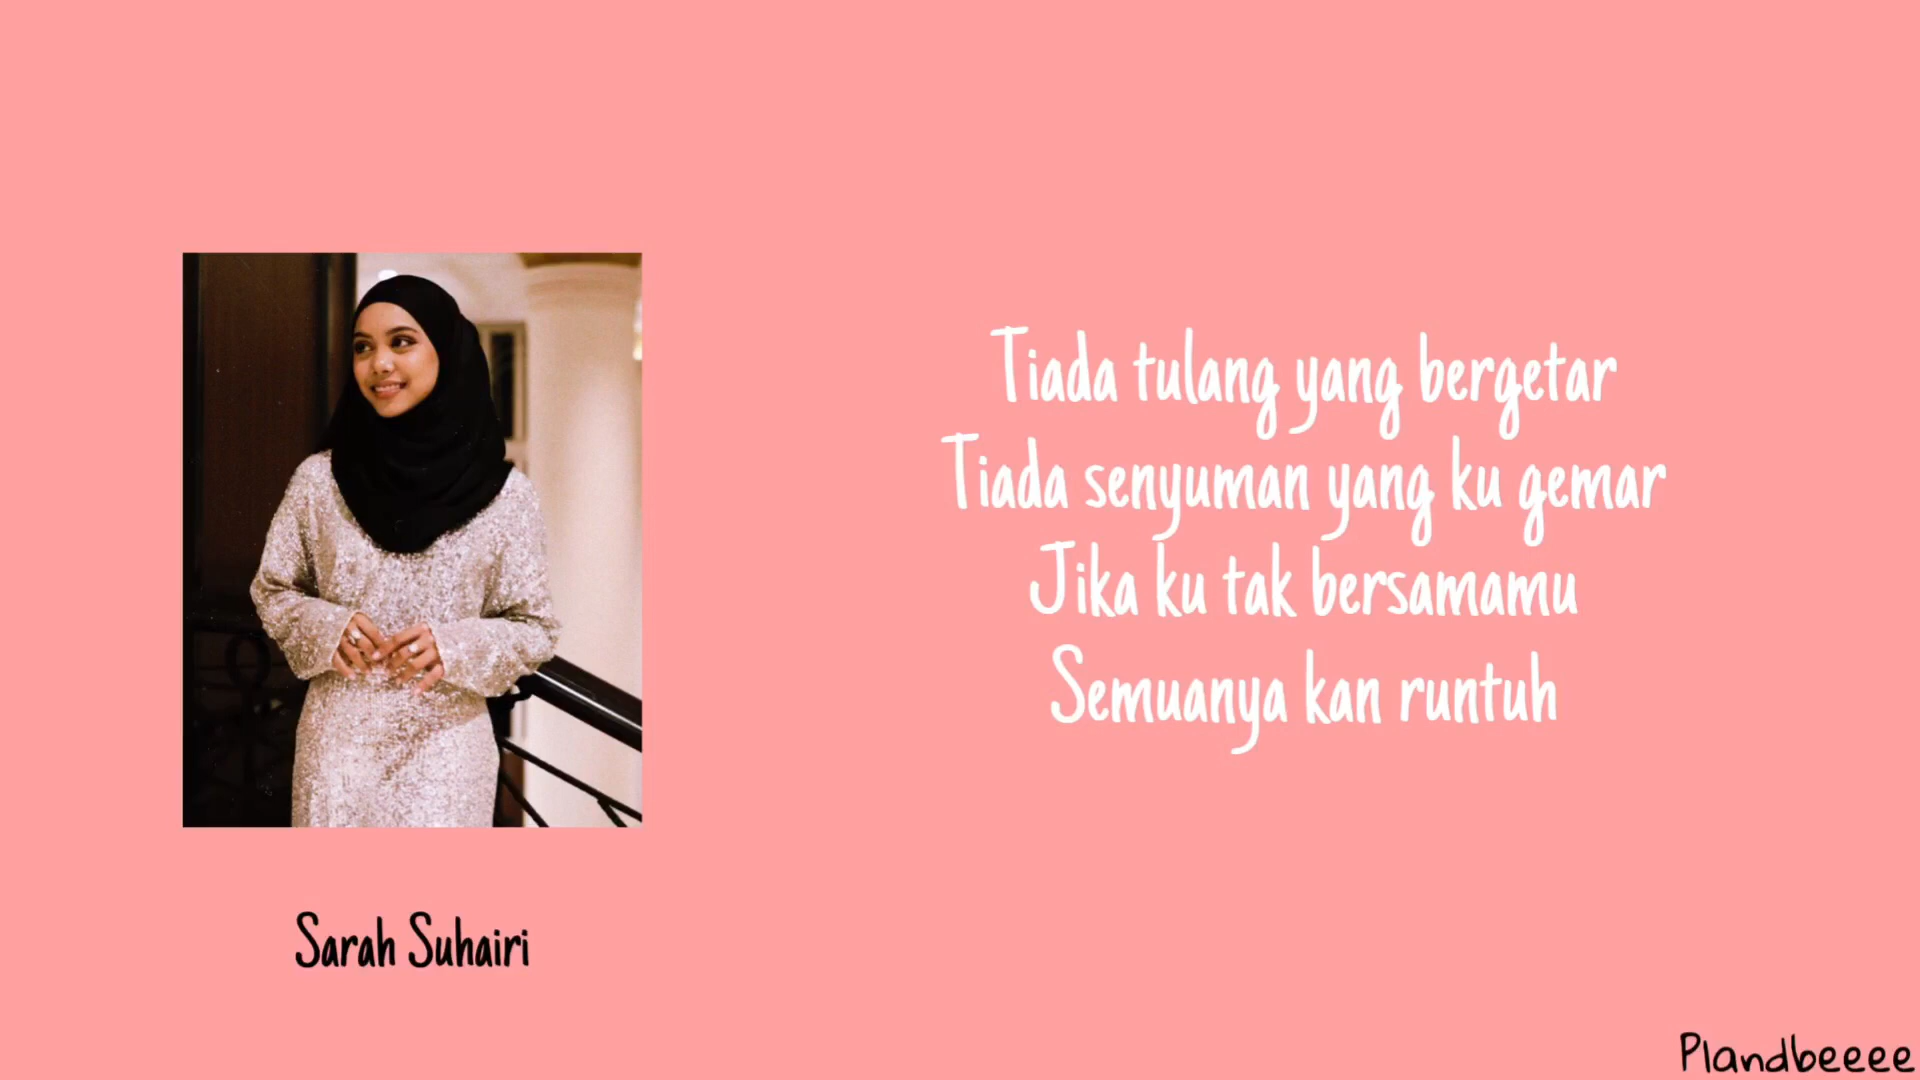 Tiada tulang yang bergetar
Tiada senyuman yang ku gemar
Jika ku tak bersamamu
Semuanya kan runtuh
Sarah Suhairi
Plandbeeee